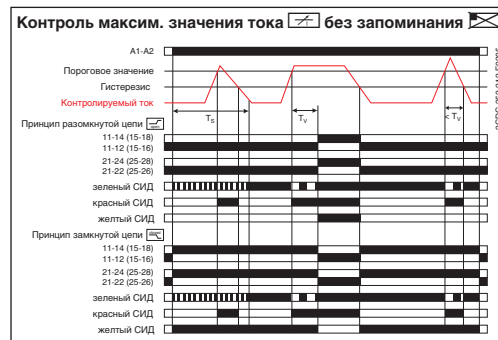 Контроль максим. значения тока без запоминания
A1-A2
Пороговое значение
Гистерезис
Контролируемый ток
Ts
Tv
< Tv
Принцип разомкнутой цепи
11-14 (15-18)
11-12 (15-16)
21-24 (25-28)
21-22 (25-26)
зеленый СИД
красный СИД
желтый СИД
Принцип замкнутой цепи
11-14 (15-18)
11-12 (15-16)
21-24 (25-28)
21-22 (25-26)
зеленый СИД
красный СИД
желтый СИД